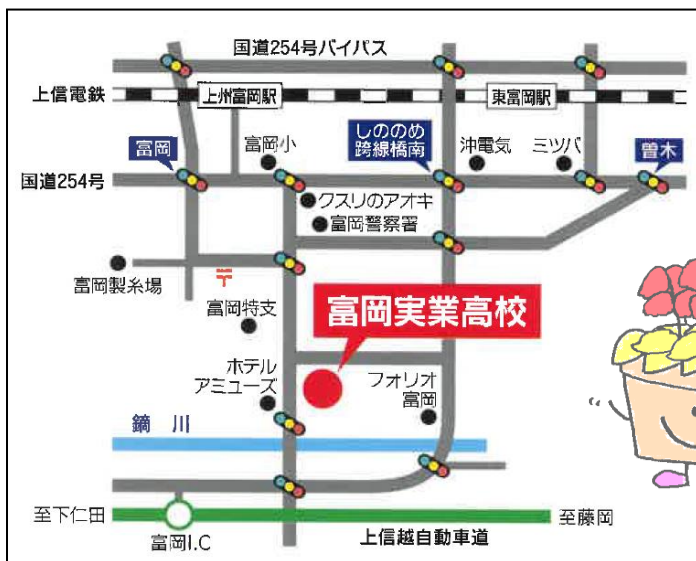 国道254号バイパス
上信電鉄
上州富岡駅
東富岡駅
富岡
富岡小
しののめ
跨線橋南
沖電気
ミツバ
曽木
国道254号
クスリのアオキ
富岡警察署
富岡製糸場
〒
富岡特支
富岡実業高校
ホテル
アミューズ
フォリオ
富岡
鏑川
至下仁田
富岡I.C
上信越自動車道
至藤岡